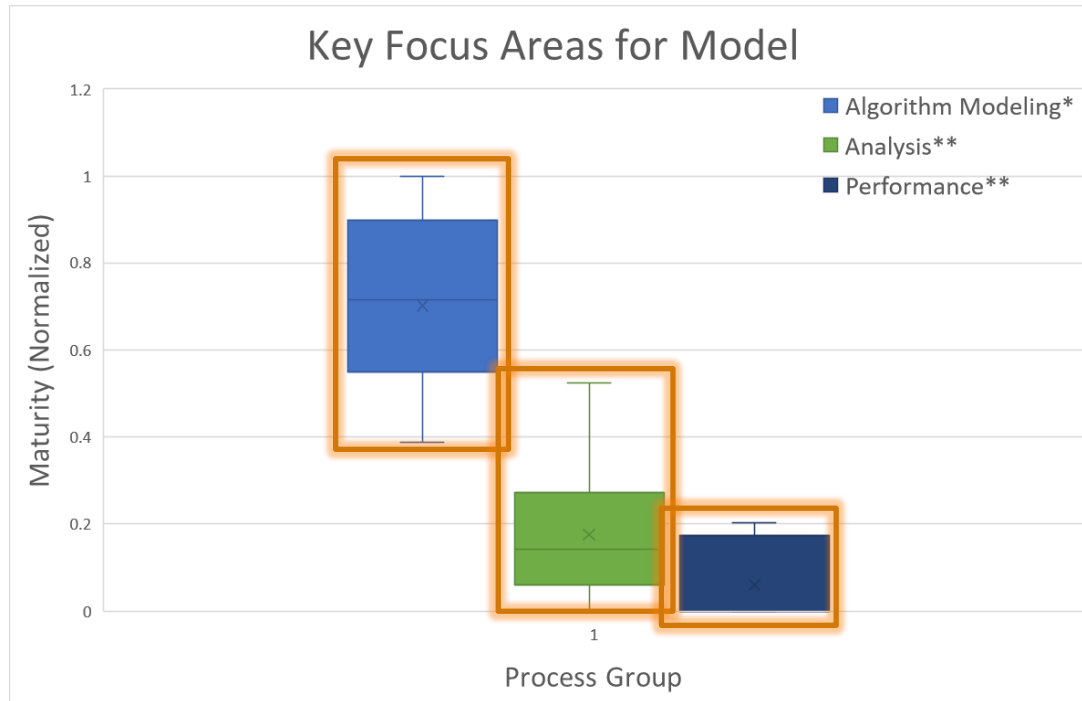 Key Focus Areas for Model
1.2
Algorithm Modeling*
Analysis**
Performance**
1
0.8
0.6
0.4
0.2
0
Maturity (Normalized)
1
Process Group